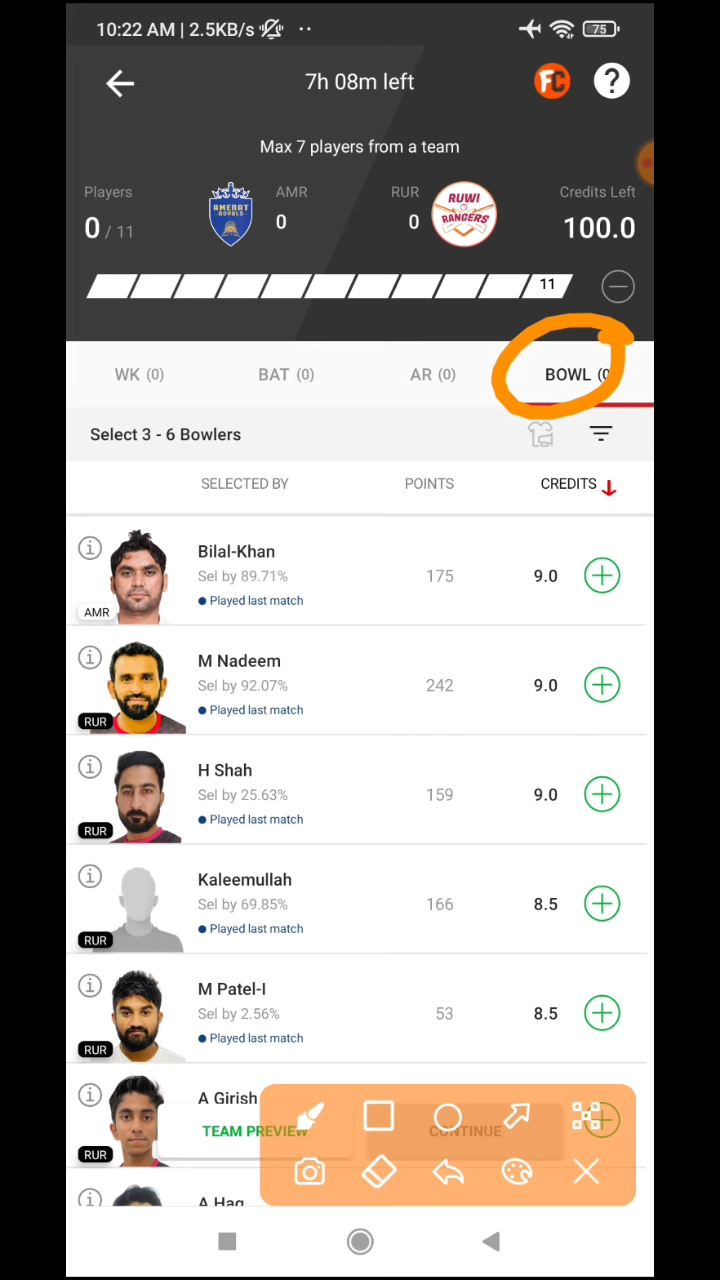 10:22 AM | 2.5KB/s
75
7h 08m left
FC
?
Max 7 players from a team
Players
AMR
RUR
Credits Left
0 / 11
AMERAT
ROYALS
0
0
RUWI
RANGERS
100.0
11
WK (0)
BAT (0)
AR (0)
BOWL (0
Select 3 - 6 Bowlers
SELECTED BY
POINTS
CREDITS
Bilal-Khan
Sel by 89.71%
175
9.0
Played last match
AMR
M Nadeem
Sel by 92.07%
242
9.0
Played last match
RUR
H Shah
Sel by 25.63%
159
9.0
Played last match
RUR
Kaleemullah
Sel by 69.85%
166
8.5
Played last match
RUR
M Patel-I
Sel by 2.56%
53
8.5
Played last match
RUR
A Girish
TEAM PREVIEW
CONTINUE
RUR
A Haq